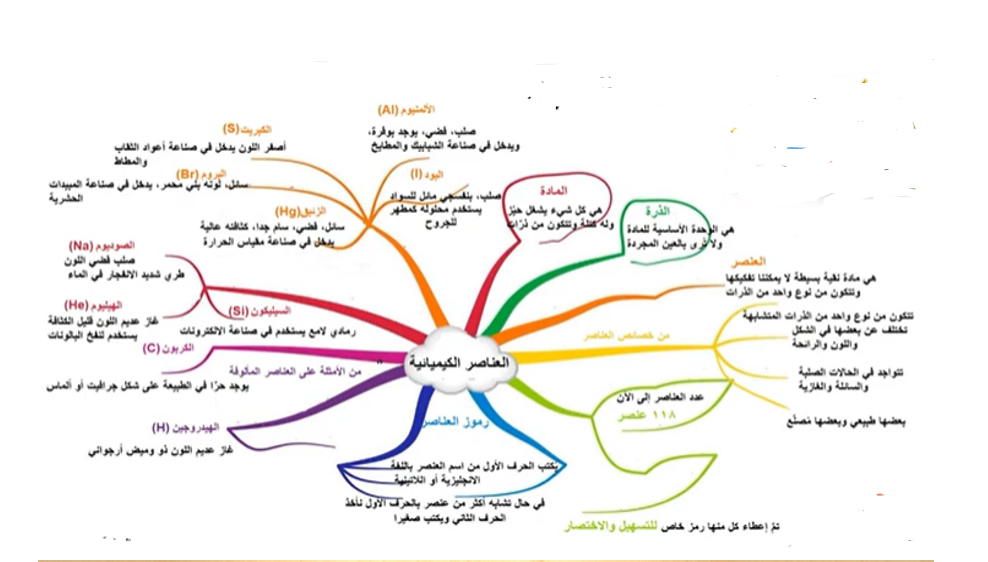 العناصر الكيميائية
المادة
هي كل شيء يشغل حيّز
وله كتلة وتتكون من ذرّات
الذرة
هي الوحدة الأساسية للمادة
ولا تُرى بالعين المجردة
العنصر
هي مادة نقية بسيطة لا يمكننا تفكيكها
وتتكون من نوع واحد من الذرات
من خصائص العناصر
تتكون من نوع واحد من الذرات المتشابهة
تختلف عن بعضها في الشكل
واللون والرائحة
تتواجد في الحالات الصلبة
والسائلة والغازية
بعضها طبيعي وبعضها مُصنّع
عدد العناصر إلى الآن
١١٨ عنصر
تمّ إعطاء كل منها رمز خاص للتسهيل والاختصار
رموز العناصر
يكتب الحرف الأول من اسم العنصر باللغة
الانجليزية أو اللاتينية
في حال تشابه أكثر من عنصر بالحرف الأول نأخذ
الحرف الثاني ويكتب صغيرا
من الأمثلة على العناصر المألوفة
الهيدروجين (H)
غاز عديم اللون ذو وميض أرجواني
الكربون (C)
يوجد حرًا في الطبيعة على شكل جرافيت أو ألماس
السيليكون (Si)
رمادي لامع يستخدم في صناعة الالكترونات
الهيليوم (He)
غاز عديم اللون قليل الكثافة
يستخدم لنفخ البالونات
الصوديوم (Na)
صلب فضي اللون
طري شديد الانفجار في الماء
الزئبق (Hg)
سائل، فضي، سام جدا، كثافته عالية
يدخل في صناعة مقياس الحرارة
البروم (Br)
سائل، لونه بني محمر، يدخل في صناعة المبيدات
الحشرية
الكبريت (S)
أصفر اللون يدخل في صناعة أعواد الثقاب
والمطاط
الألمنيوم (Al)
صلب، فضي، يوجد بوفرة،
ويدخل في صناعة الشبابيك والمطابخ
اليود (I)
صلب، بنفسجي مائل للسواد
يستخدم محلوله كمطهر
للجروح